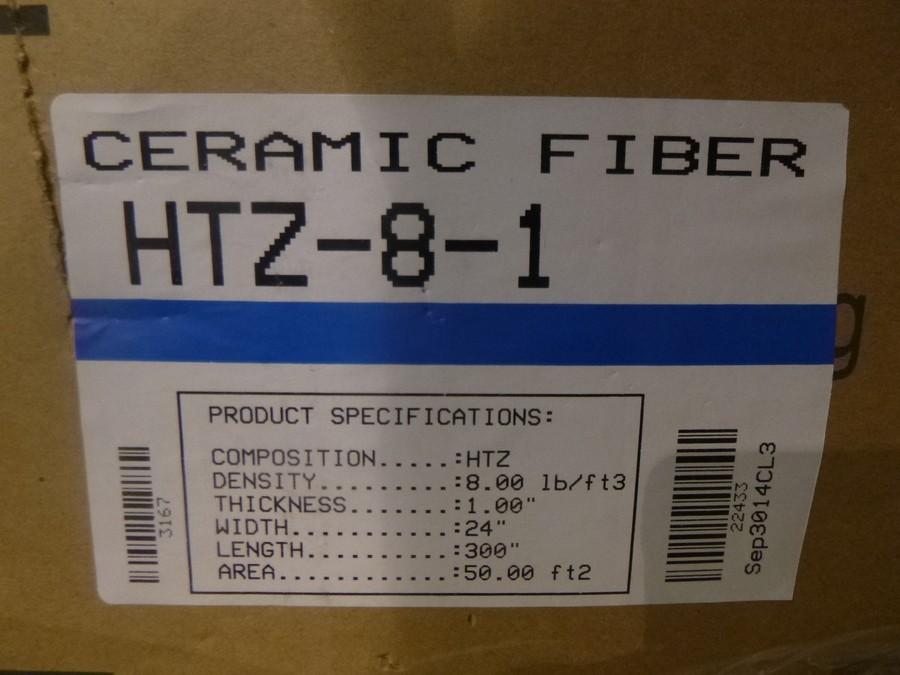 CERAMIC FIBER
HTZ-8-1
g
PRODUCT SPECIFICATIONS:
COMPOSITION.....:HTZ
DENSITY.........:8.00 lb/ft3
THICKNESS.......:1.00"
WIDTH...........:24"
LENGTH..........:300"
AREA............:50.00 ft2
3167
22433
Sep3014CL3